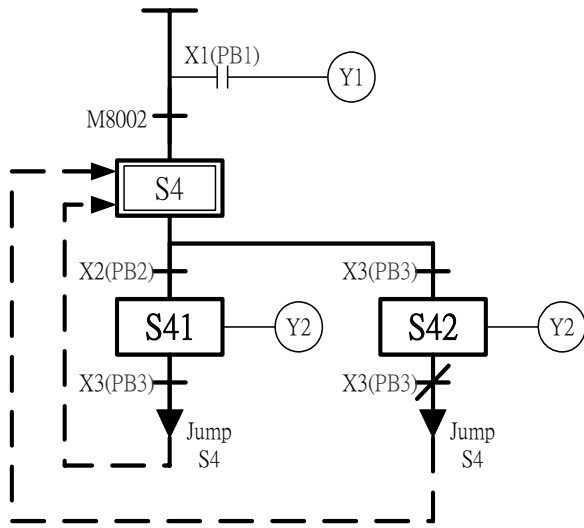 X1(PB1)
Y1
M8002
S4
X2(PB2)
X3(PB3)
S41
Y2
S42
Y2
X3(PB3)
X3(PB3)
Jump
S4
Jump
S4